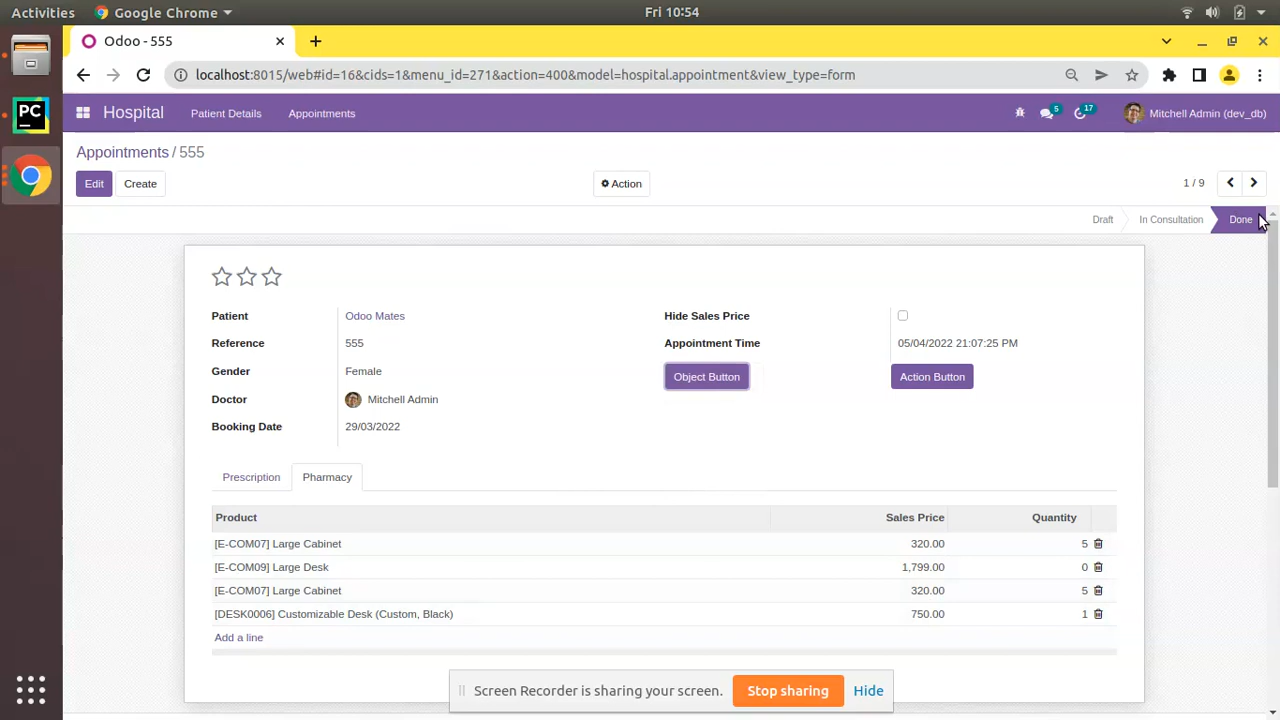 Activities Google Chrome Fri 10:54
Odoo - 555
localhost:8015/web#id=16&cids=1&menu_id=271&action=400&model=hospital.appointment&view_type=form
PC
Hospital Patient Details Appointments 5 17 Mitchell Admin (dev_db)
Appointments / 555
Edit Create Action 1 / 9
Draft In Consultation Done
Patient Odoo Mates Hide Sales Price
Reference 555 Appointment Time 05/04/2022 21:07:25 PM
Gender Female Object Button Action Button
Doctor Mitchell Admin
Booking Date 29/03/2022
Prescription Pharmacy
Product Sales Price Quantity
[E-COM07] Large Cabinet 320.00 5
[E-COM09] Large Desk 1,799.00 0
[E-COM07] Large Cabinet 320.00 5
[DESK0006] Customizable Desk (Custom, Black) 750.00 1
Add a line
Screen Recorder is sharing your screen. Stop sharing Hide